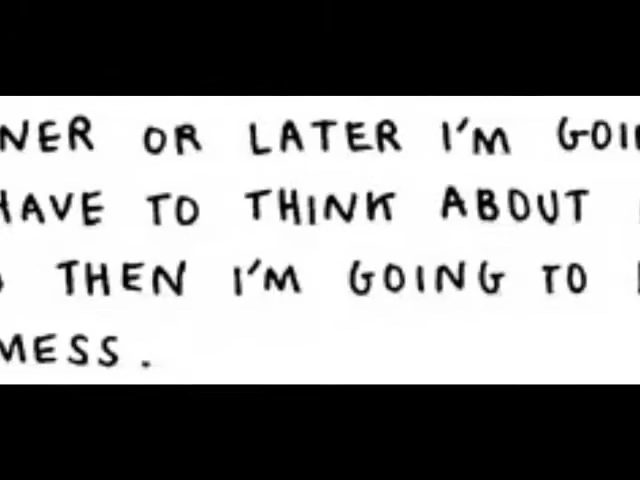 NER OR LATER I'M GOI
HAVE TO THINK ABOUT
THEN I'M GOING TO
MESS.